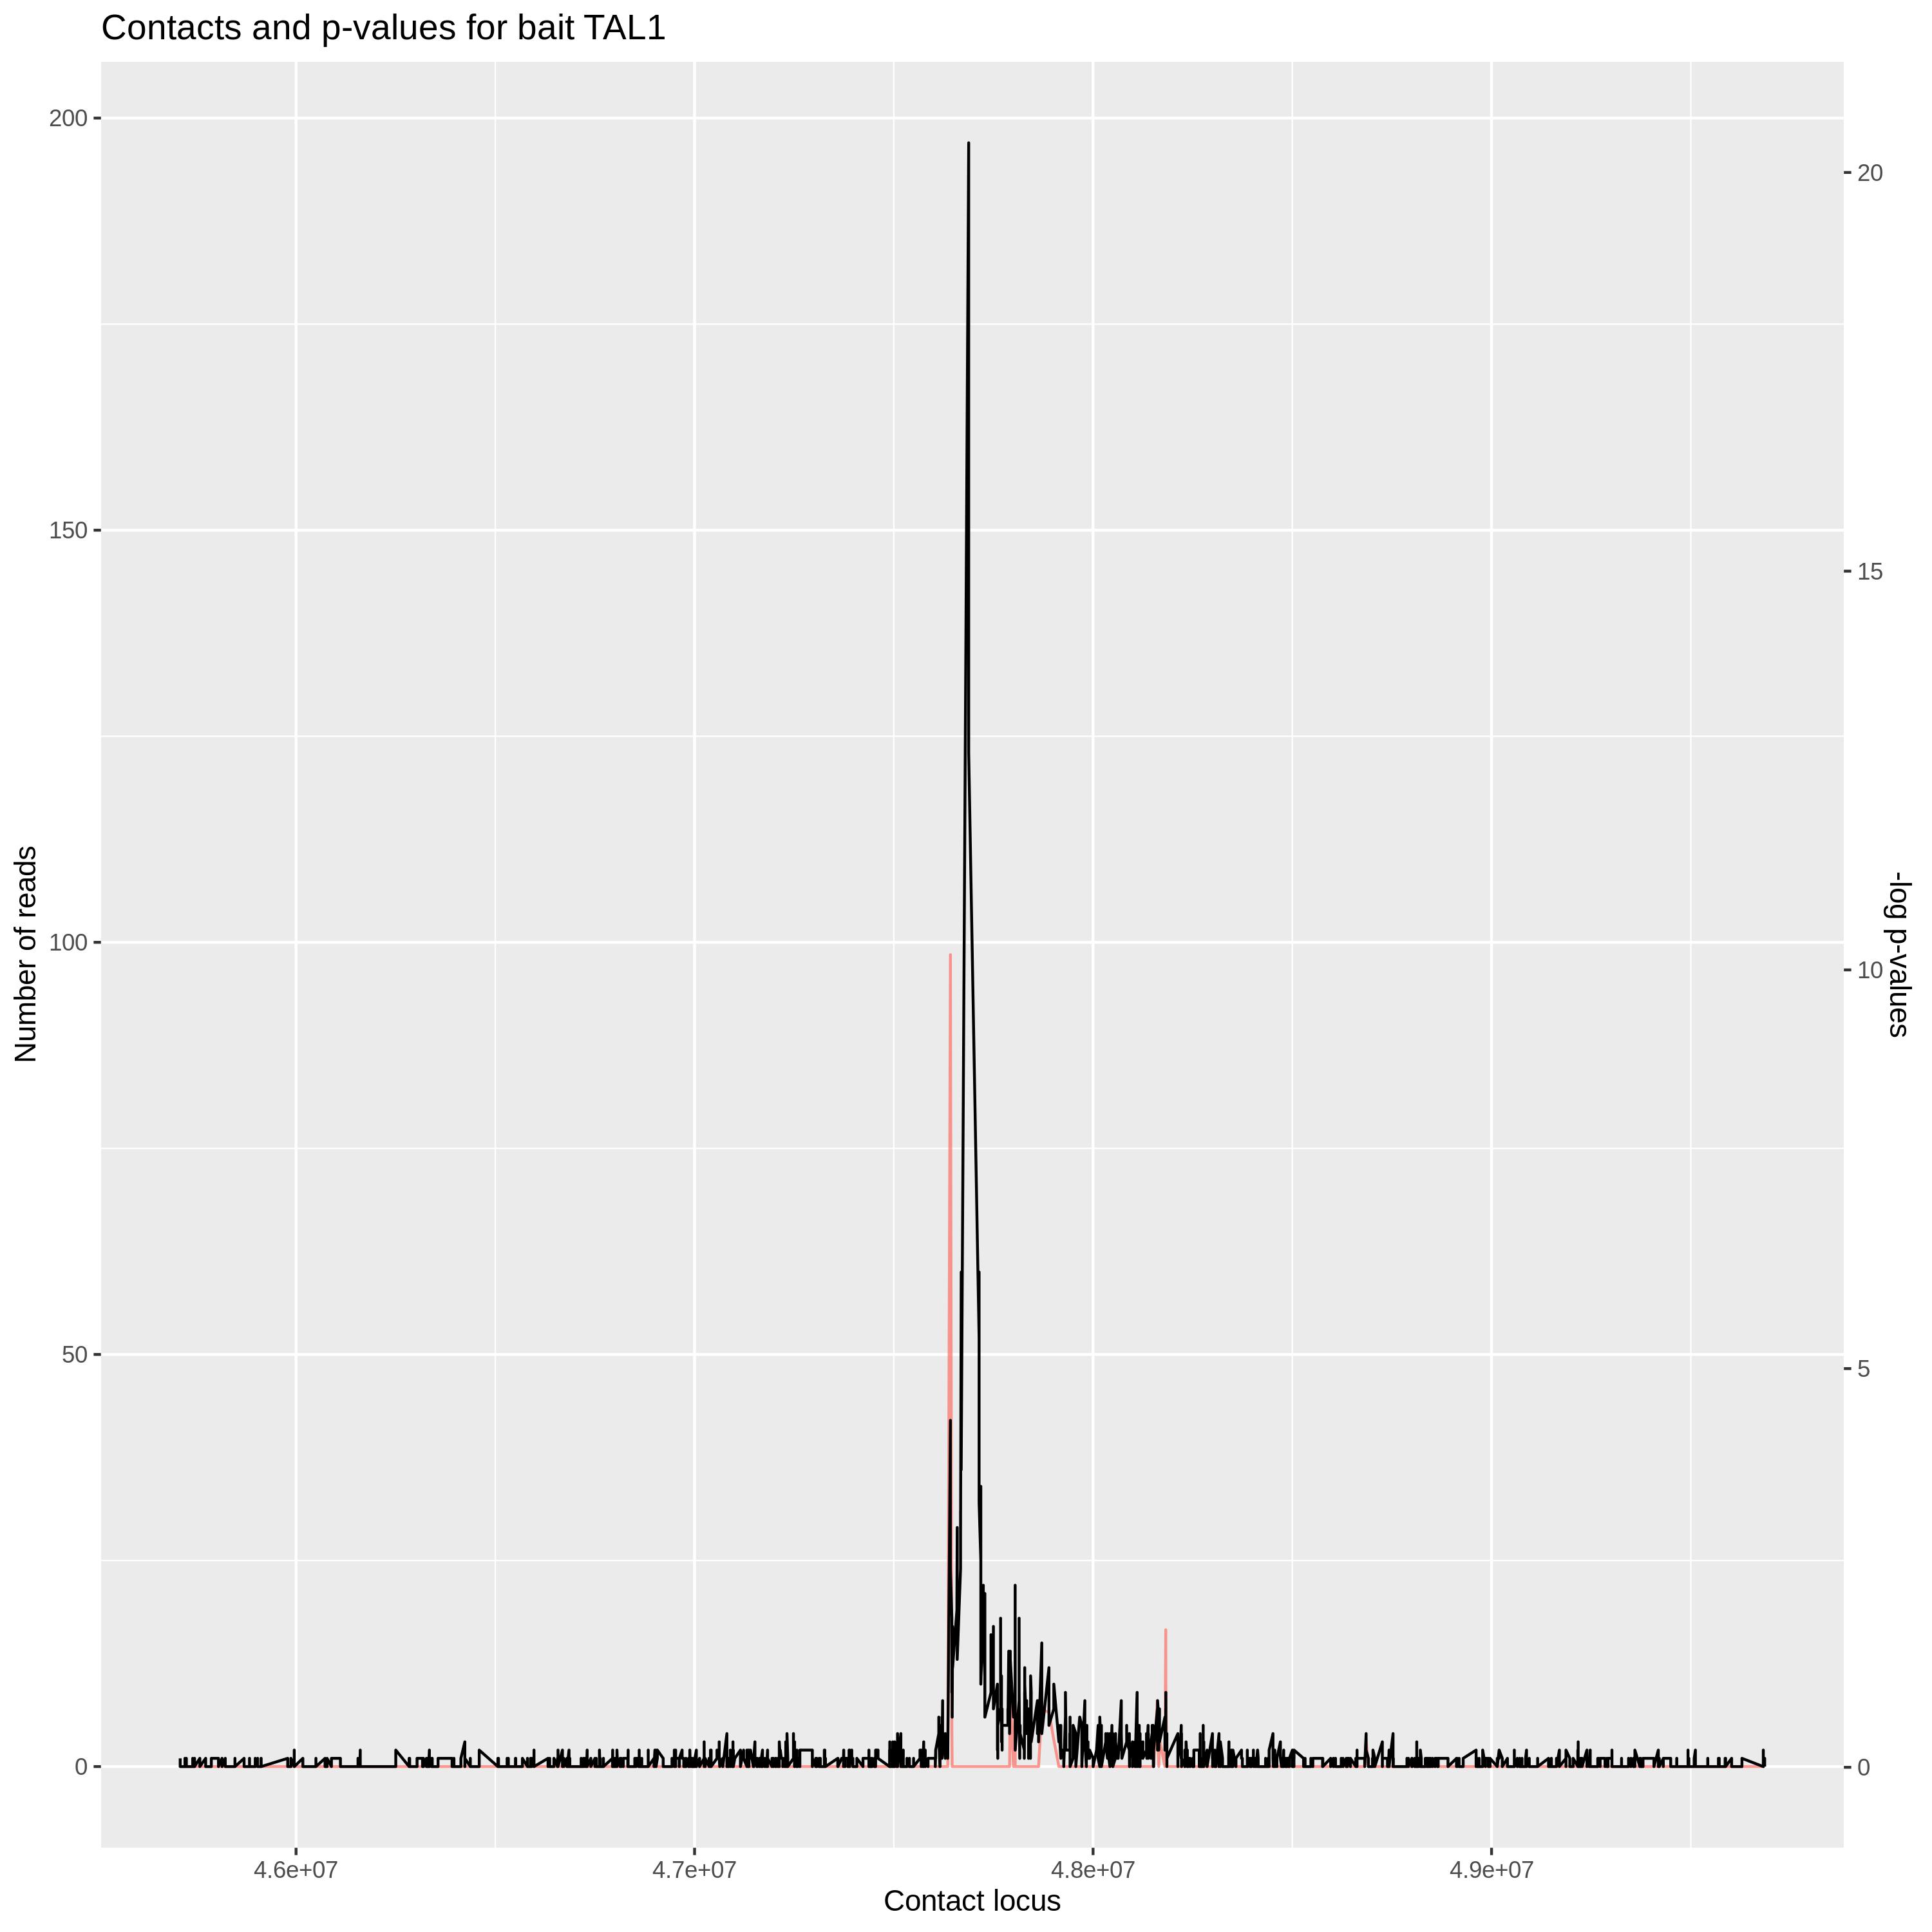 Contacts and p-values for bait TAL1
200
150
100
50
0
Number of reads
20
15
10
5
0
-log p-values
4.6e+07
4.7e+07
4.8e+07
4.9e+07
Contact locus